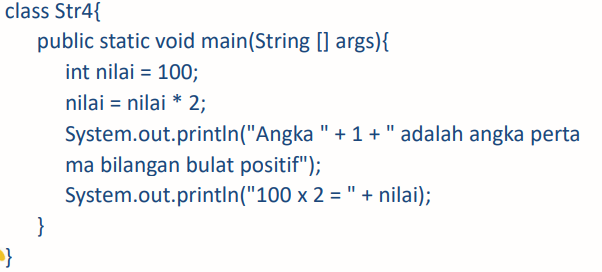 class Str4{
public static void main(String [] args){
int nilai = 100;
nilai = nilai * 2;
System.out.println("Angka " + 1 + " adalah angka perta
ma bilangan bulat positif");
System.out.println("100 x 2 = " + nilai);
}
}